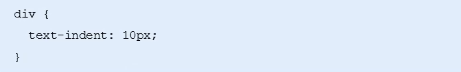 div {
  text-indent: 10px;
}